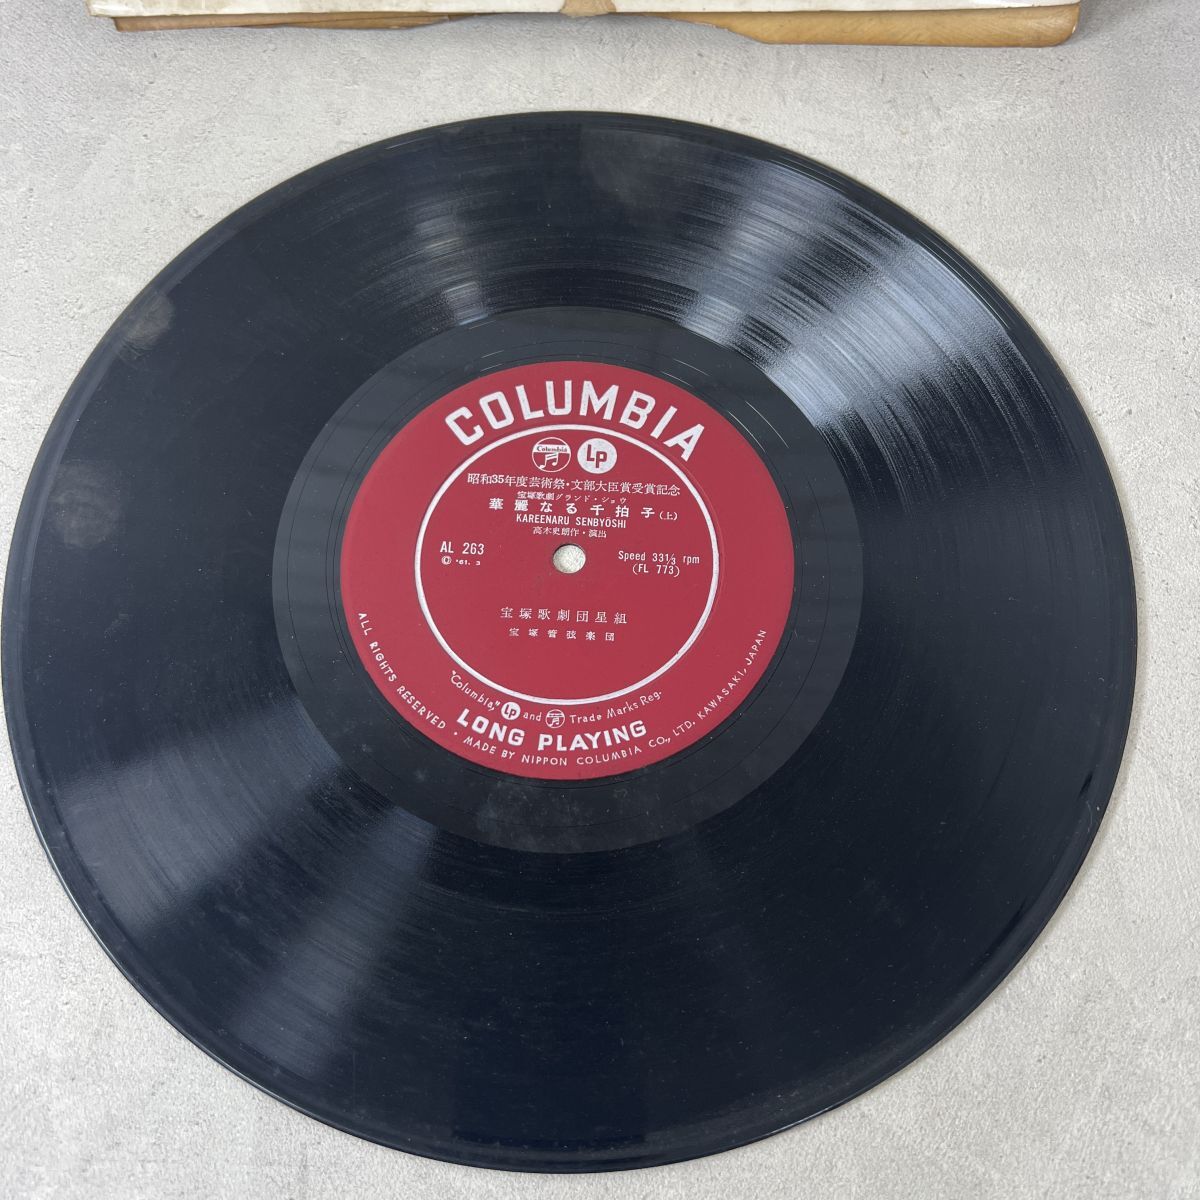 COLUMBIA
Columbia
LP
昭和35年度芸術祭・文部大臣賞受賞記念
宝塚歌劇グランド・ショウ
華麗なる千拍子(上)
KAREENARU SENBYŌSHI
高木史朗作・演出
AL 263
© '61. 3
Speed 33⅓ rpm
(FL 773)
宝塚歌劇団星組
宝塚管弦楽団
"Columbia," LP and Trade Marks Reg.
LONG PLAYING
ALL RIGHTS RESERVED · MADE BY NIPPON COLUMBIA CO., LTD. KAWASAKI, JAPAN